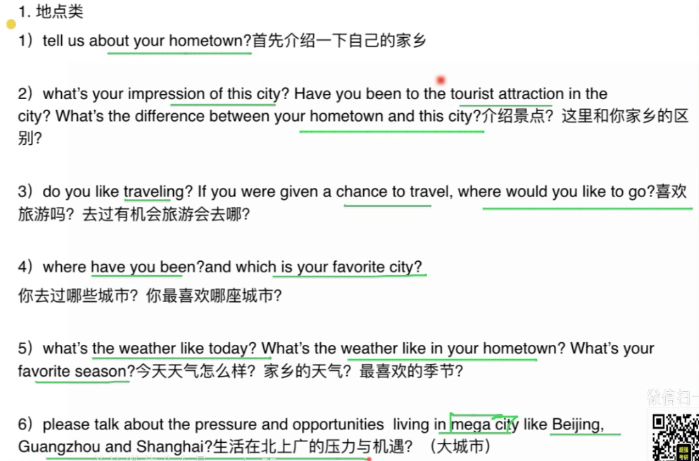 1. 地点类
1）tell us about your hometown?首先介绍一下自己的家乡
2）what's your impression of this city? Have you been to the tourist attraction in the
city? What's the difference between your hometown and this city?介绍景点？这里和你家乡的区
别?
3）do you like traveling? If you were given a chance to travel, where would you like to go?喜欢
旅游吗？去过有机会旅游会去哪?
4）where have you been?and which is your favorite city?
你去过哪些城市？你最喜欢哪座城市?
5）what's the weather like today? What's the weather like in your hometown? What's your
favorite season?今天天气怎么样？家乡的天气？最喜欢的季节?
6）please talk about the pressure and opportunities living in mega city like Beijing,
Guangzhou and Shanghai?生活在北上广的压力与机遇？（大城市）
微信扫一